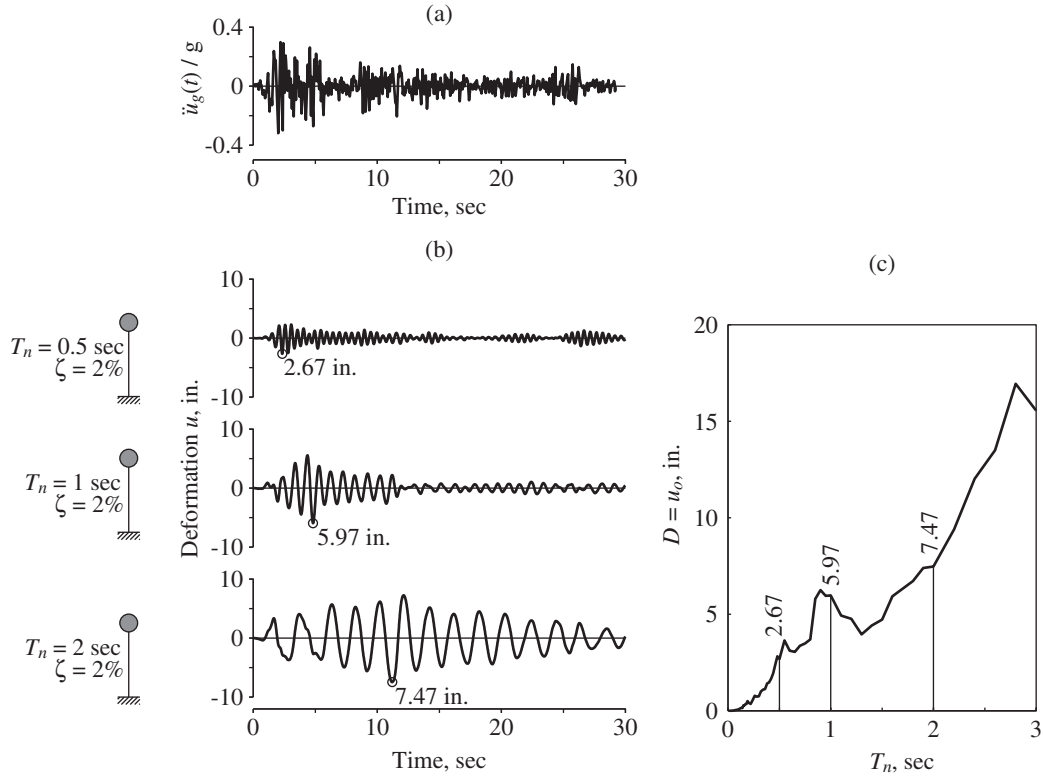 (a)
0.4
0
-0.4
ü_g(t) / g
0 10 20 30
Time, sec
(b)
T_n = 0.5 sec
ζ = 2%
10
0
-10
2.67 in.
T_n = 1 sec
ζ = 2%
10
0
-10
5.97 in.
Deformation u, in.
T_n = 2 sec
ζ = 2%
10
0
-10
7.47 in.
0 10 20 30
Time, sec
(c)
20
15
10
5
0
D = u_o, in.
2.67
5.97
7.47
0 1 2 3
T_n, sec